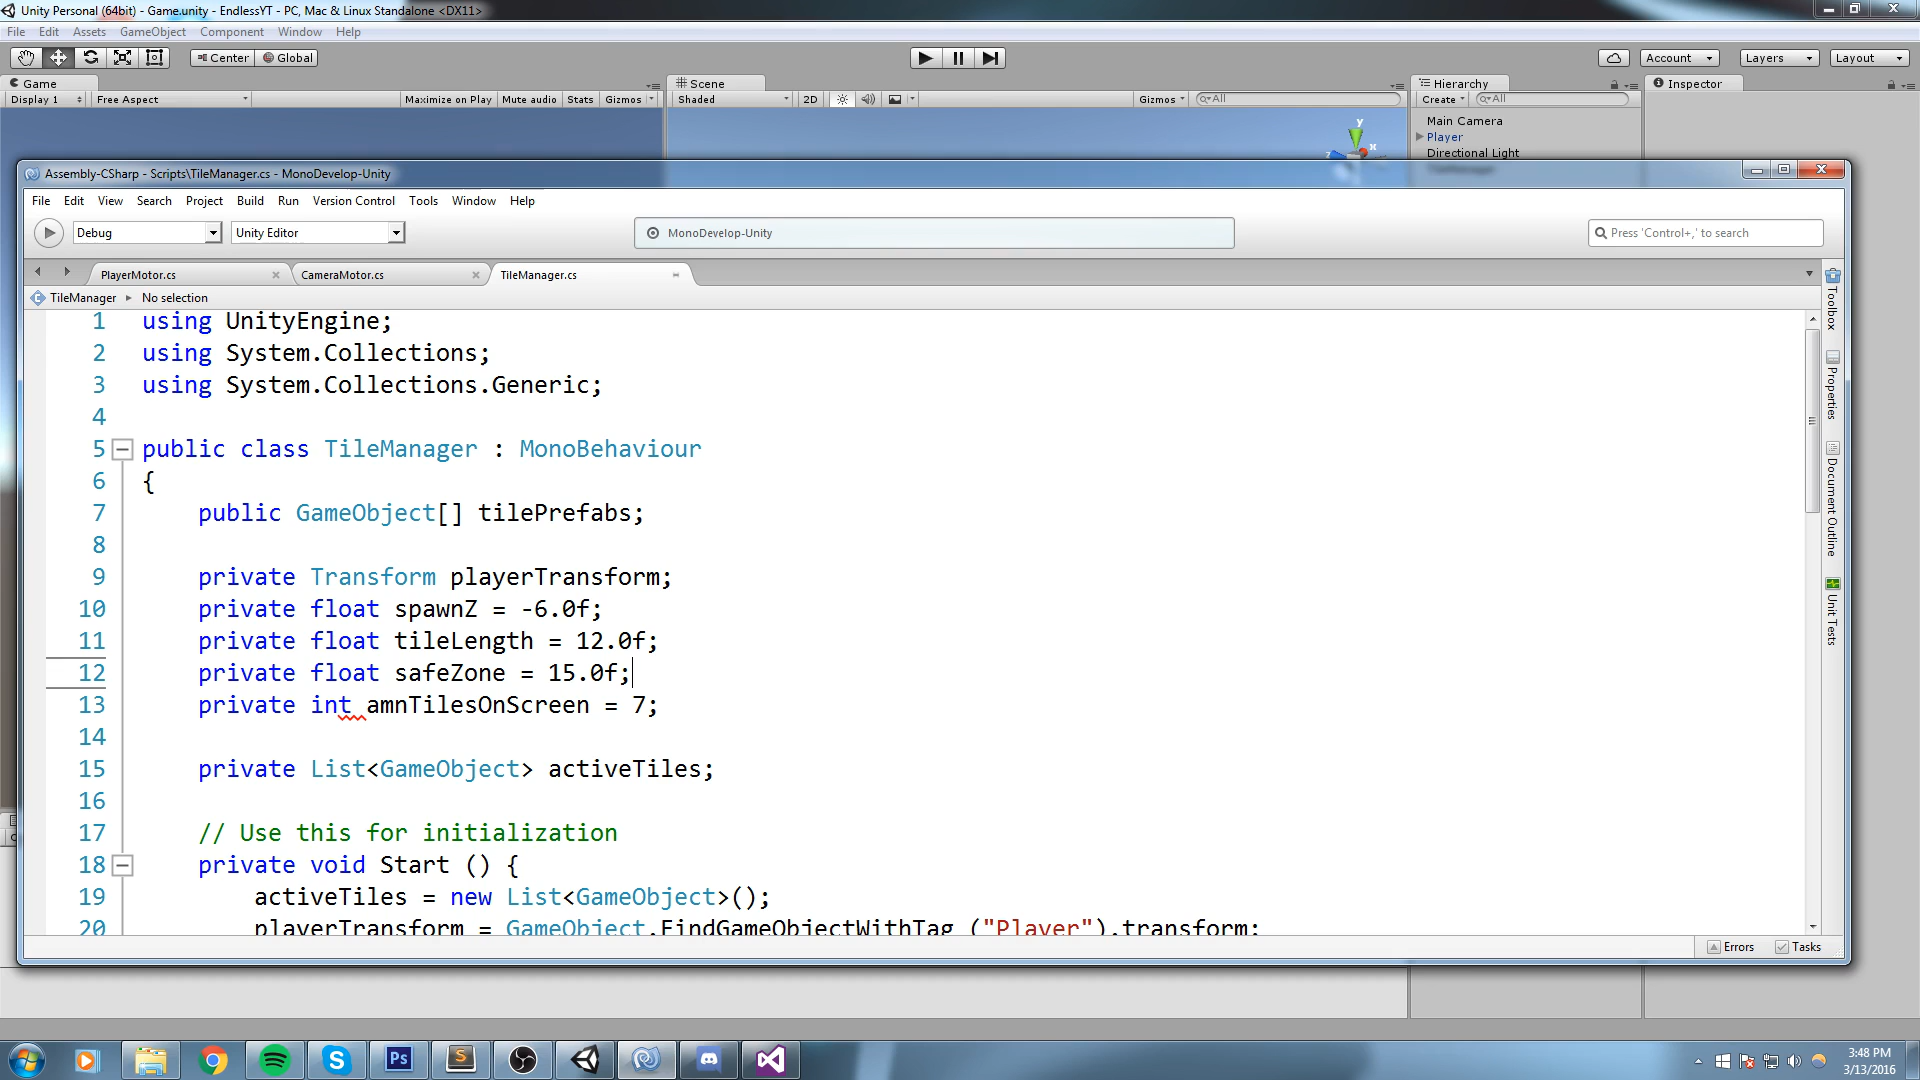 Unity Personal (64bit) - Game.unity - EndlessYT - PC, Mac & Linux Standalone <DX11>
File Edit Assets GameObject Component Window Help
Center Global Account Layers Layout
Game Scene Hierarchy Inspector
Display 1 Free Aspect Maximize on Play Mute audio Stats Gizmos Shaded 2D Gizmos All Create All
y x z
Main Camera
Player
Directional Light
TileManager
Assembly-CSharp - Scripts\TileManager.cs - MonoDevelop-Unity
File Edit View Search Project Build Run Version Control Tools Window Help
Debug Unity Editor MonoDevelop-Unity Press 'Control+,' to search
PlayerMotor.cs CameraMotor.cs TileManager.cs
TileManager No selection
1 using UnityEngine;
2 using System.Collections;
3 using System.Collections.Generic;
4
5 public class TileManager : MonoBehaviour
6 {
7 public GameObject[] tilePrefabs;
8
9 private Transform playerTransform;
10 private float spawnZ = -6.0f;
11 private float tileLength = 12.0f;
12 private float safeZone = 15.0f;
13 private int amnTilesOnScreen = 7;
14
15 private List<GameObject> activeTiles;
16
17 // Use this for initialization
18 private void Start () {
19 activeTiles = new List<GameObject>();
20 playerTransform = GameObject.FindGameObjectWithTag ("Player").transform;
Toolbox
Properties
Document Outline
Unit Tests
Errors Tasks
Ps
3:48 PM
3/13/2016